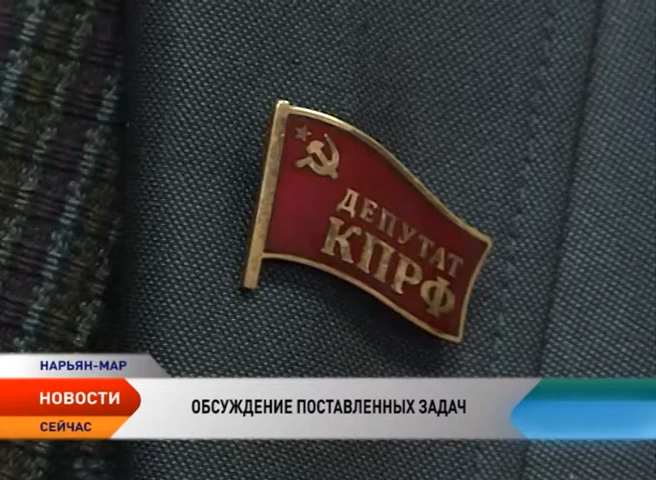 ДЕПУТАТ
КПРФ
НАРЬЯН-МАР
НОВОСТИ
СЕЙЧАС
ОБСУЖДЕНИЕ ПОСТАВЛЕННЫХ ЗАДАЧ